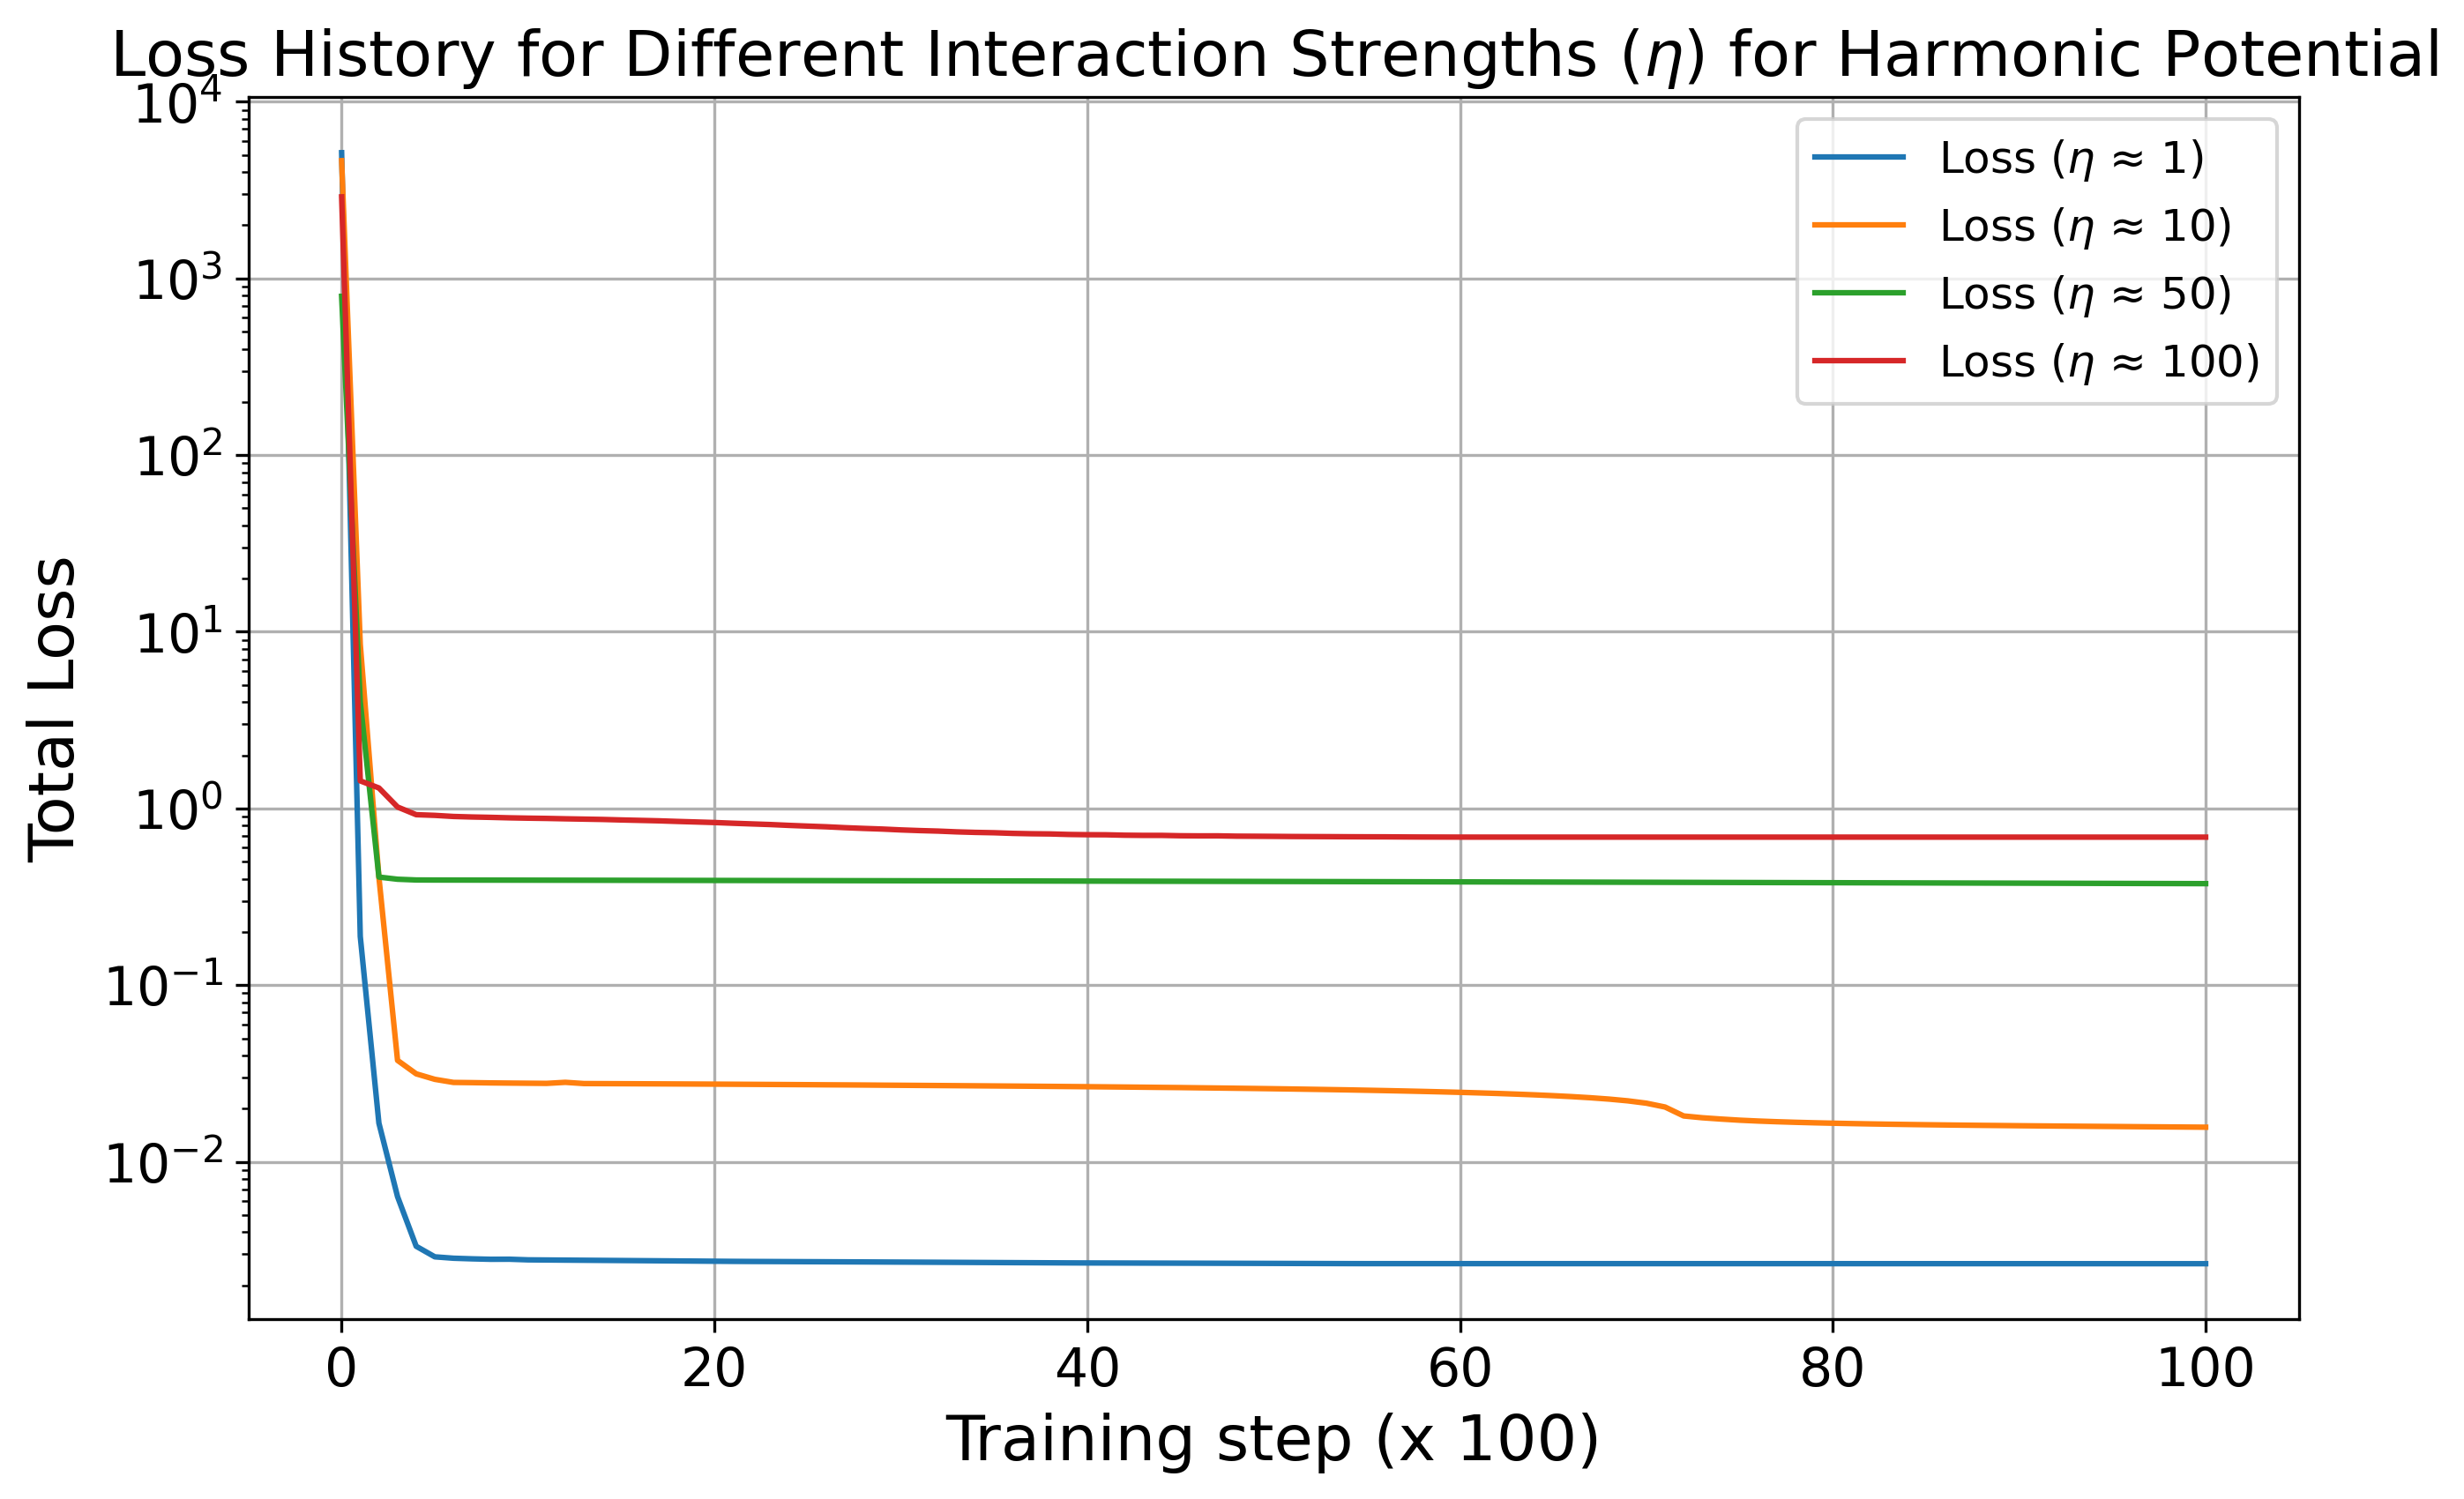 Loss History for Different Interaction Strengths (η) for Harmonic Potential
10⁴
10³
10²
10¹
10⁰
10⁻¹
10⁻²
Total Loss
Loss (η ≈ 1)
Loss (η ≈ 10)
Loss (η ≈ 50)
Loss (η ≈ 100)
0 20 40 60 80 100
Training step (x 100)